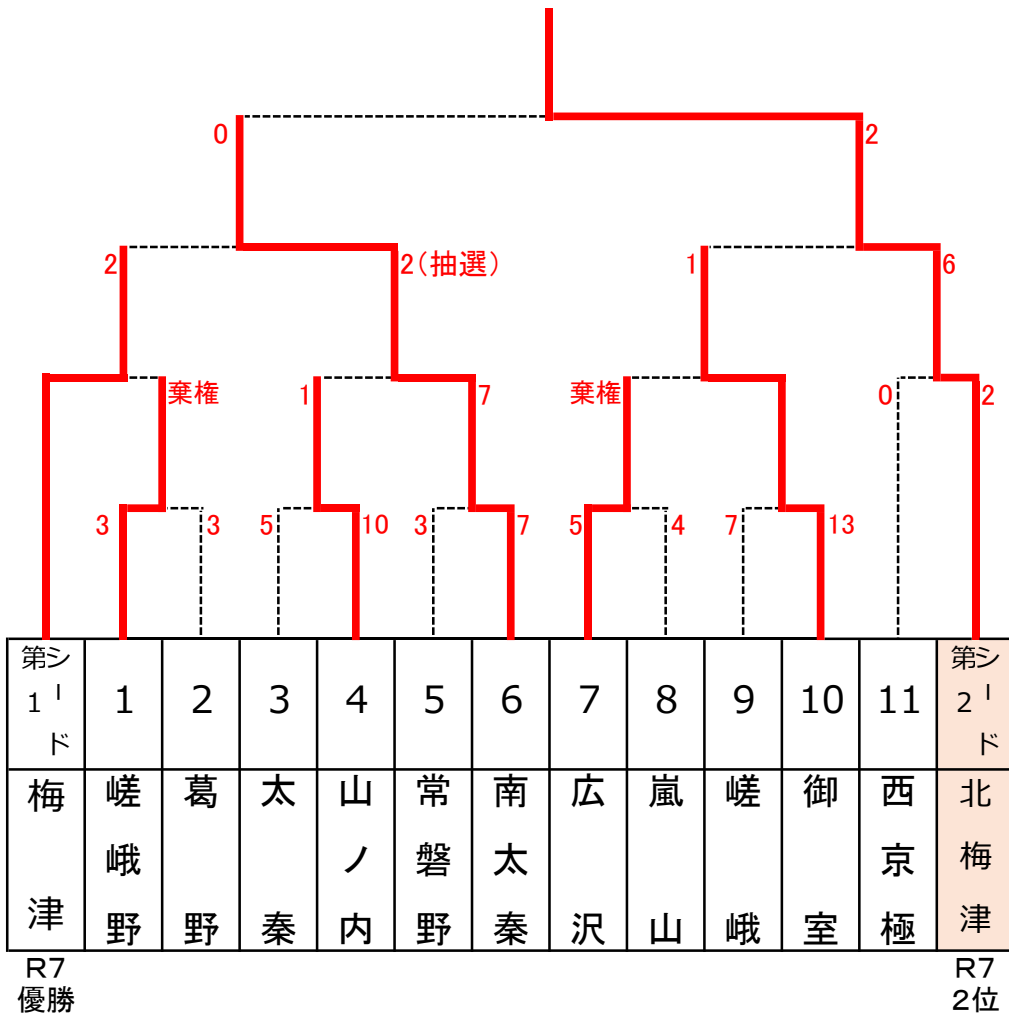 0 2
2 2(抽選) 1 6
棄権 1 7 棄権 0 2
3 3 5 10 3 7 5 4 7 13
第1シード 1 2 3 4 5 6 7 8 9 10 11 第2シード
梅津 嵯峨野 葛野 太秦 山ノ内 常磐野 南太秦 広沢 嵐山 嵯峨 御室 西京極 北梅津
R7 R7
優勝 2位